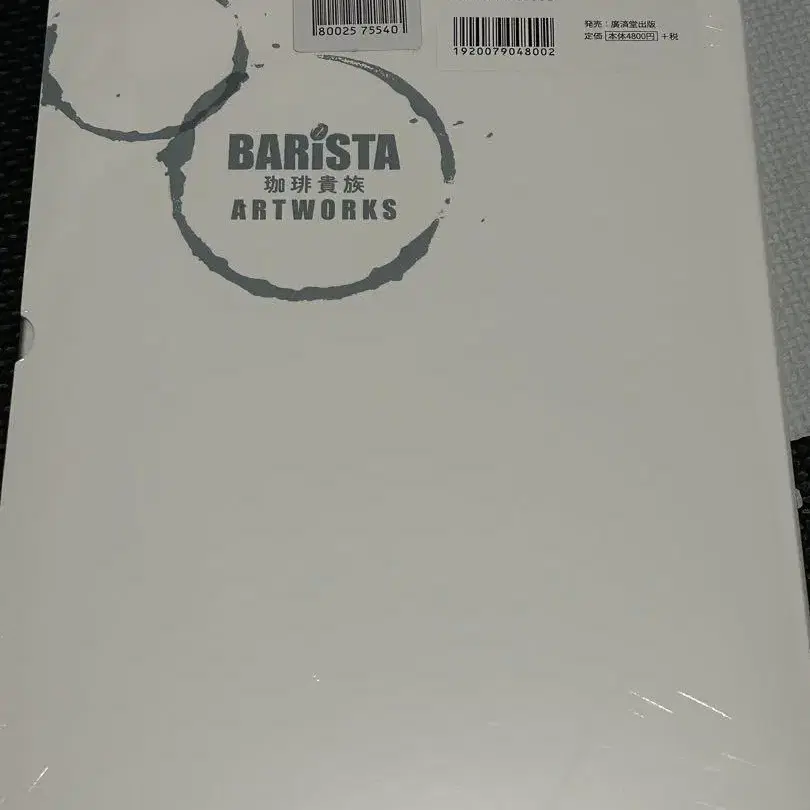 80025 75540
1920079048002
発売：廣済堂出版
定価 本体4800円 +税
BARiSTA
珈琲貴族
ARTWORKS